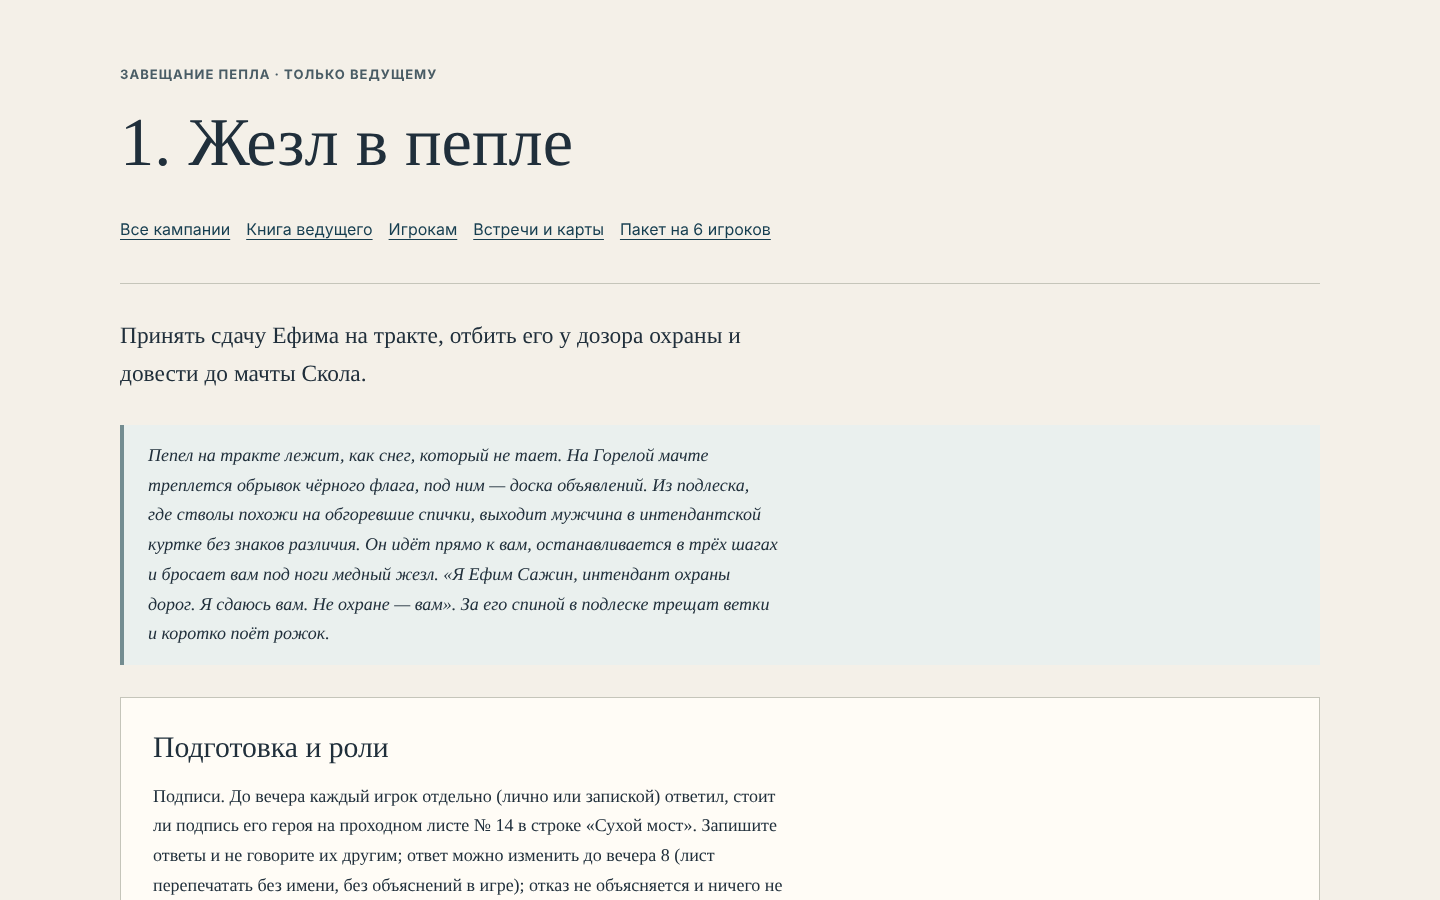 ЗАВЕЩАНИЕ ПЕПЛА · ТОЛЬКО ВЕДУЩЕМУ
1. Жезл в пепле
Все кампании Книга ведущего Игрокам Встречи и карты Пакет на 6 игроков
Принять сдачу Ефима на тракте, отбить его у дозора охраны и
довести до мачты Скола.
Пепел на тракте лежит, как снег, который не тает. На Горелой мачте
треплется обрывок чёрного флага, под ним — доска объявлений. Из подлеска,
где стволы похожи на обгоревшие спички, выходит мужчина в интендантской
куртке без знаков различия. Он идёт прямо к вам, останавливается в трёх шагах
и бросает вам под ноги медный жезл. «Я Ефим Сажин, интендант охраны
дорог. Я сдаюсь вам. Не охране — вам». За его спиной в подлеске трещат ветки
и коротко поёт рожок.
Подготовка и роли
Подписи. До вечера каждый игрок отдельно (лично или запиской) ответил, стоит
ли подпись его героя на проходном листе № 14 в строке «Сухой мост». Запишите
ответы и не говорите их другим; ответ можно изменить до вечера 8 (лист
перепечатать без имени, без объяснений в игре); отказ не объясняется и ничего не